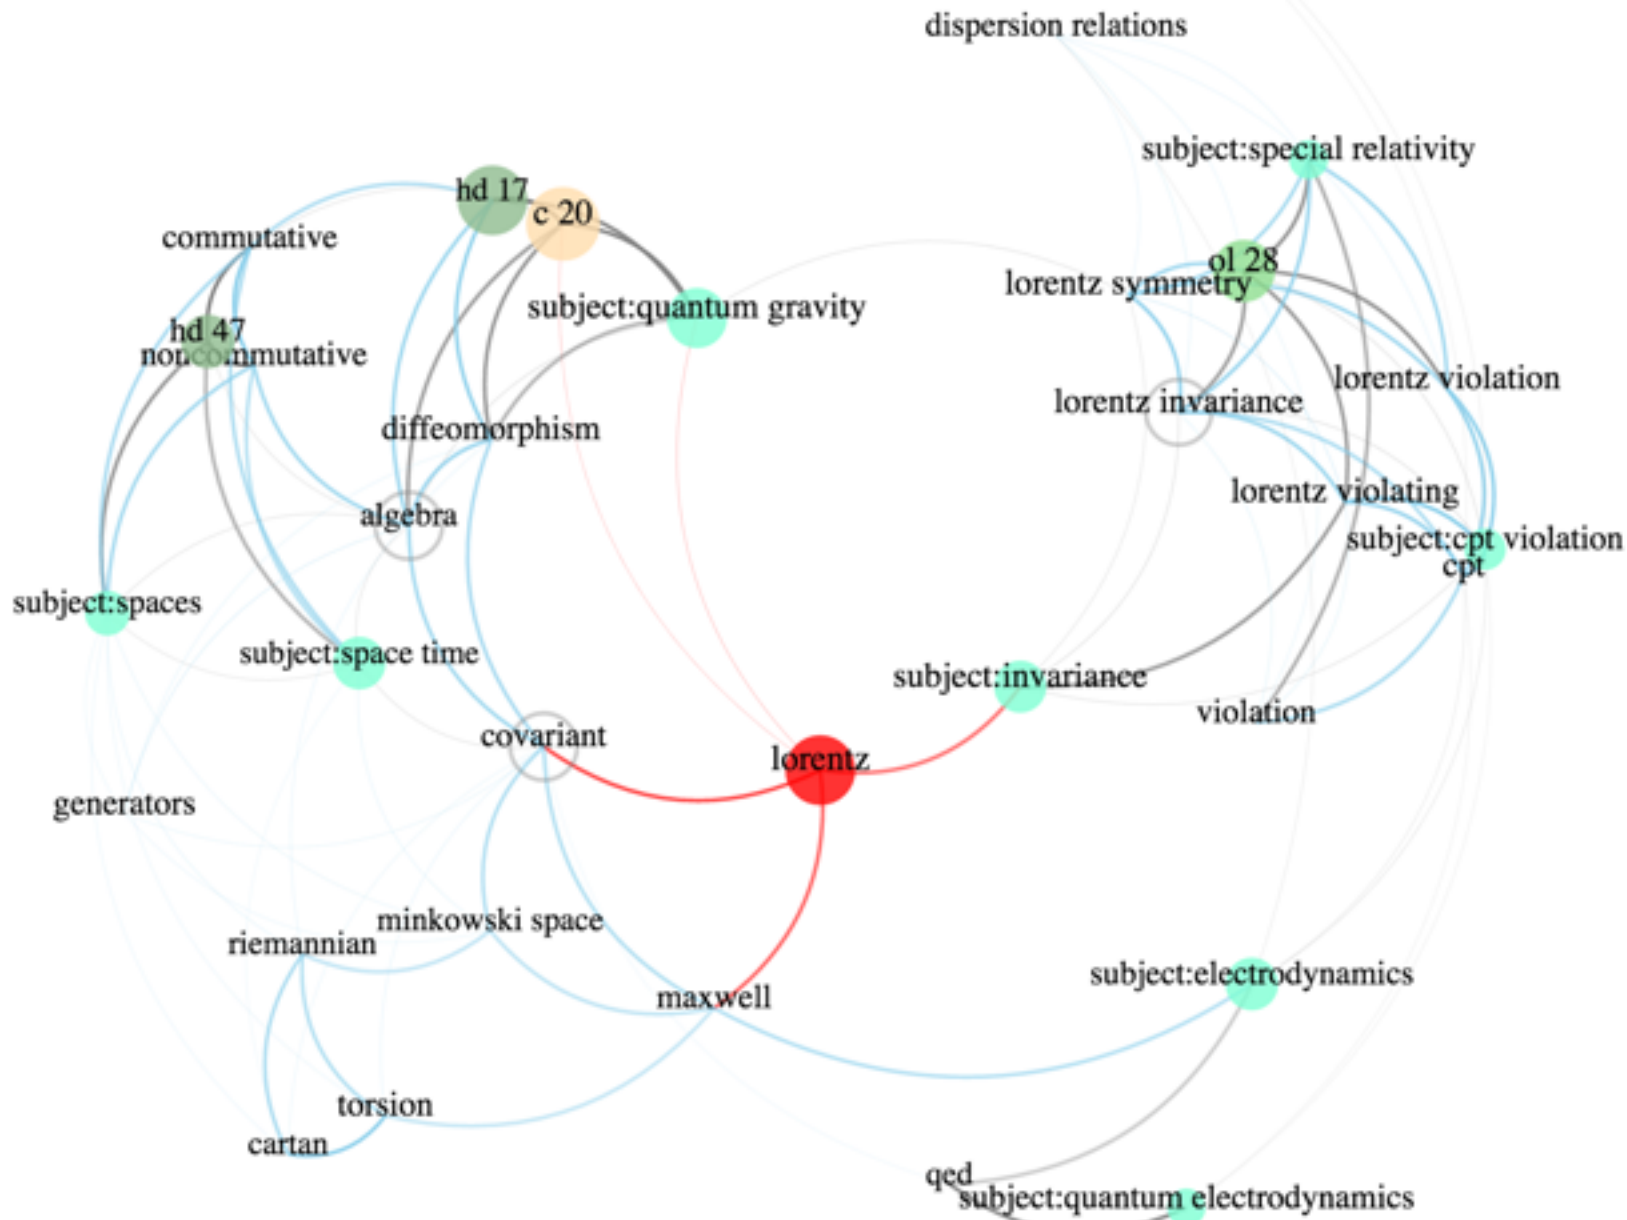 dispersion relations
subject:special relativity
hd 17
c 20
commutative
ol 28
lorentz symmetry
subject:quantum gravity
hd 47
noncommutative
lorentz violation
lorentz invariance
diffeomorphism
lorentz violating
algebra
subject:cpt violation
cpt
subject:spaces
subject:space time
subject:invariance
violation
covariant
lorentz
generators
minkowski space
riemannian
subject:electrodynamics
maxwell
torsion
cartan
qed
subject:quantum electrodynamics